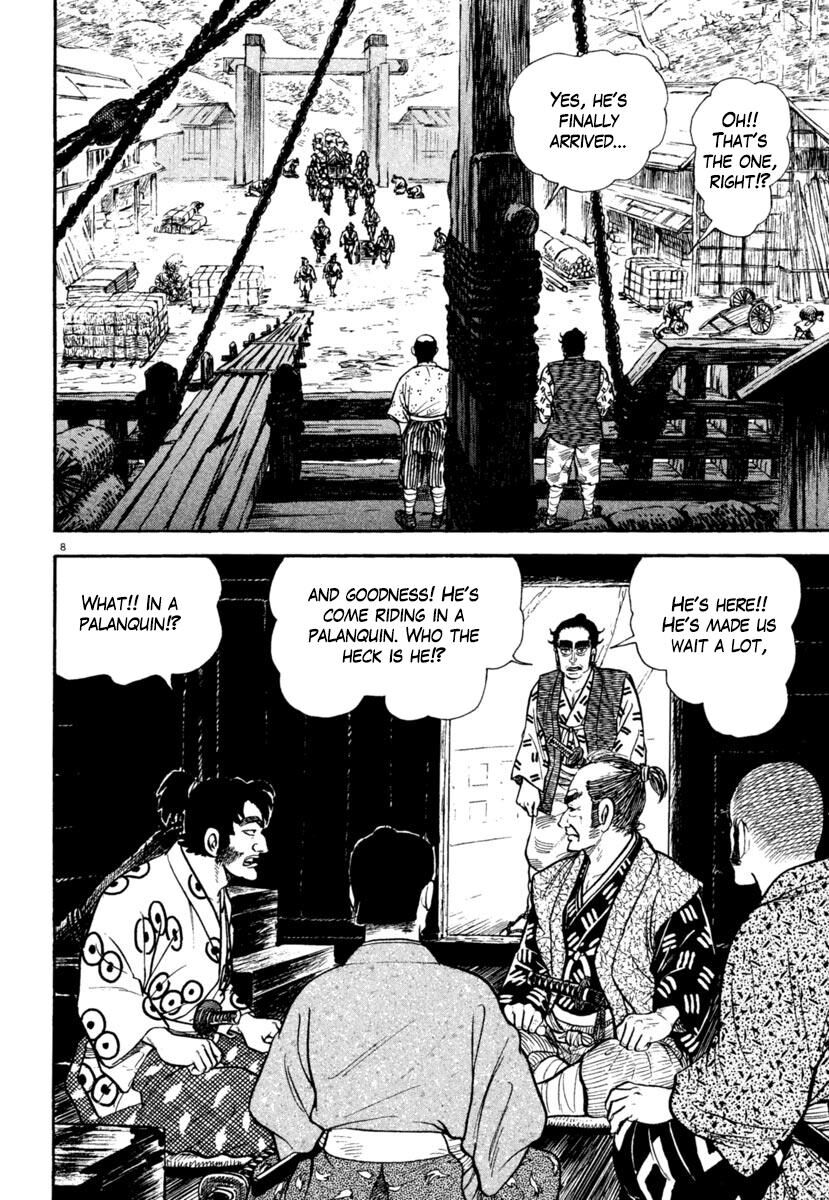 OH!!
THAT'S
THE ONE,
RIGHT!?
YES, HE'S
FINALLY
ARRIVED...
8
HE'S HERE!!
HE'S MADE US
WAIT A LOT,
AND GOODNESS! HE'S
COME RIDING IN A
PALANQUIN. WHO THE
HECK IS HE!?
WHAT!! IN A
PALANQUIN!?